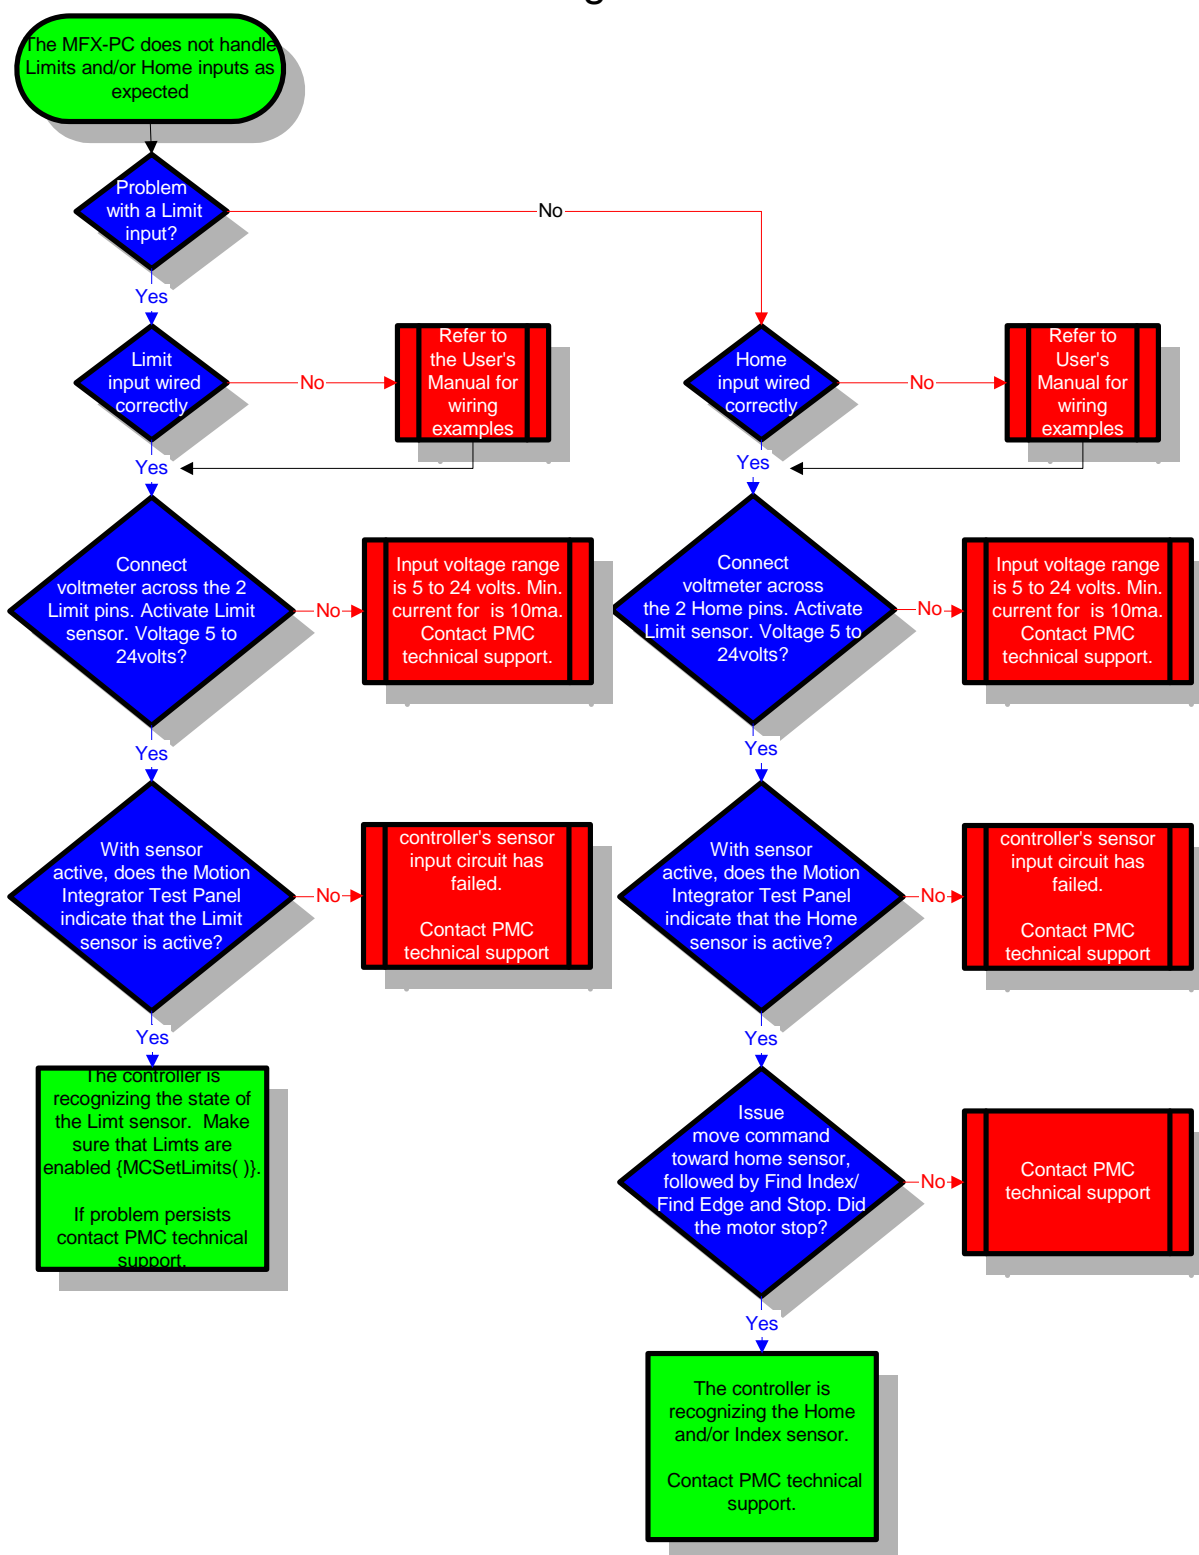 The MFX-PC does not handle
Limits and/or Home inputs as
expected
Problem
with a Limit
input?
No
Yes
Limit
input wired
correctly
No
Refer to
the User's
Manual for
wiring
examples
Home
input wired
correctly
No
Refer to
User's
Manual for
wiring
examples
Yes
Yes
Connect
voltmeter across the 2
Limit pins. Activate Limit
sensor. Voltage 5 to
24volts?
No
Input voltage range
is 5 to 24 volts. Min.
current for  is 10ma.
Contact PMC
technical support.
Connect
voltmeter across
the 2 Home pins. Activate
Limit sensor. Voltage 5 to
24volts?
No
Input voltage range
is 5 to 24 volts. Min.
current for  is 10ma.
Contact PMC
technical support.
Yes
Yes
With sensor
active, does the Motion
Integrator Test Panel
indicate that the Limit
sensor is active?
No
controller's sensor
input circuit has
failed.
Contact PMC
technical support
With sensor
active, does the Motion
Integrator Test Panel
indicate that the Home
sensor is active?
No
controller's sensor
input circuit has
failed.
Contact PMC
technical support
Yes
Yes
The controller is
recognizing the state of
the Limt sensor.  Make
sure that Limts are
enabled {MCSetLimits( )}.
If problem persists
contact PMC technical
support.
Issue
move command
toward home sensor,
followed by Find Index/
Find Edge and Stop. Did
the motor stop?
No
Contact PMC
technical support
Yes
The controller is
recognizing the Home
and/or Index sensor.
Contact PMC technical
support.